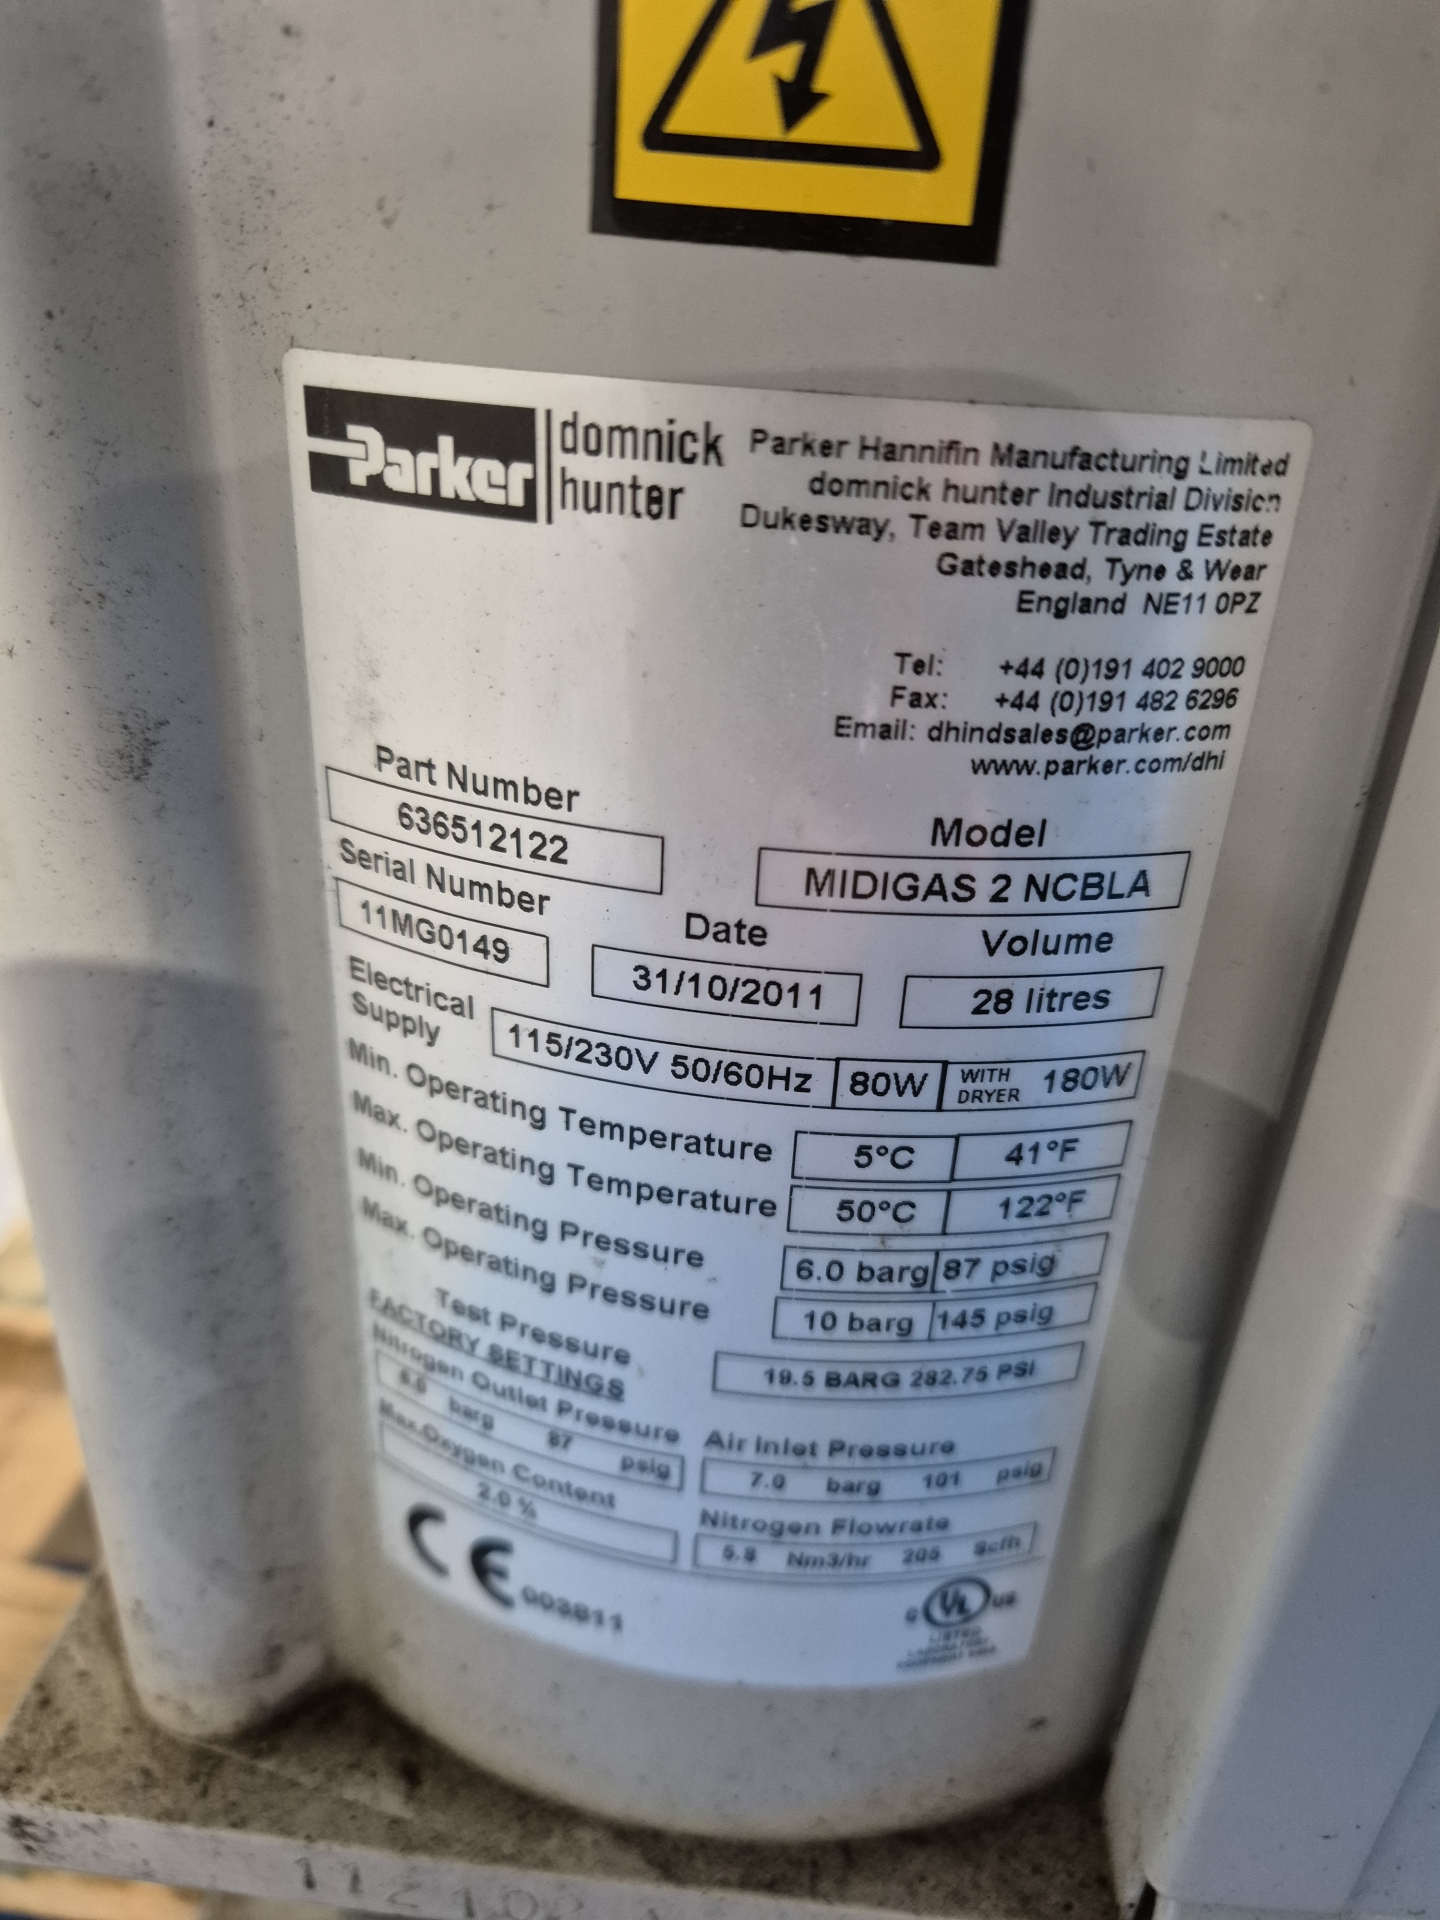 Parker
domnick
hunter
Parker Hannifin Manufacturing Limited
domnick hunter Industrial Division
Dukesway, Team Valley Trading Estate
Gateshead, Tyne & Wear
England NE11 0PZ
Tel: +44 (0)191 402 9000
Fax: +44 (0)191 482 6296
Email: dhindsales@parker.com
www.parker.com/dhi
Part Number
636512122
Model
MIDIGAS 2 NCBLA
Serial Number
11MG0149
Date
31/10/2011
Volume
28 litres
Electrical
Supply
115/230V 50/60Hz 80W WITH DRYER 180W
Min. Operating Temperature 5°C 41°F
Max. Operating Temperature 50°C 122°F
Min. Operating Pressure 6.0 barg 87 psig
Max. Operating Pressure 10 barg 145 psig
Test Pressure 19.5 BARG 282.75 PSI
FACTORY SETTINGS
Nitrogen Outlet Pressure
barg 87 psig
Air Inlet Pressure
7.0 barg 101 psig
Max.Oxygen Content
2.0 %
Nitrogen Flowrate
5.8 Nm3/hr 205 Scfh
CE 003811
C UL US
LISTED